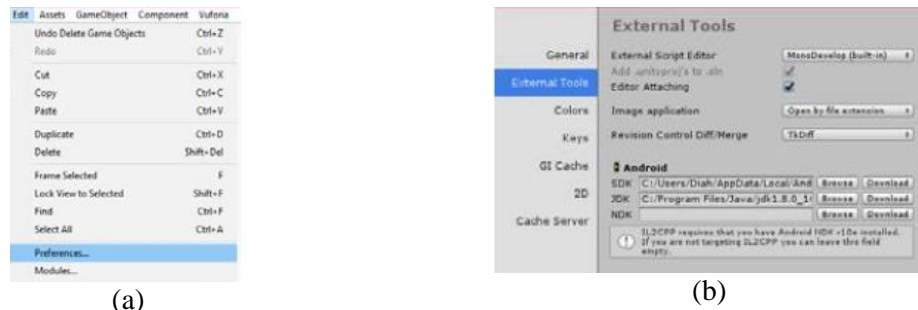 Edit Assets GameObject Component Vuforia
Undo Delete Game Objects Ctrl+Z
Redo Ctrl+Y
Cut Ctrl+X
Copy Ctrl+C
Paste Ctrl+V
Duplicate Ctrl+D
Delete Shift+Del
Frame Selected F
Lock View to Selected Shift+F
Find Ctrl+F
Select All Ctrl+A
Preferences...
Modules...
(a)
External Tools
General
External Tools
Colors
Keys
GI Cache
2D
Cache Server
External Script Editor MonoDevelop (built-in)
Add .unityproj's to .sln
Editor Attaching
Image application Open by file extension
Revision Control Diff/Merge TkDiff
Android
SDK C:/Users/Diah/AppData/Local/And Browse Download
JDK C:/Program Files/Java/jdk1.8.0_1 Browse Download
NDK Browse Download
IL2CPP requires that you have Android NDK r10e installed.
If you are not targeting IL2CPP you can leave this field
empty.
(b)